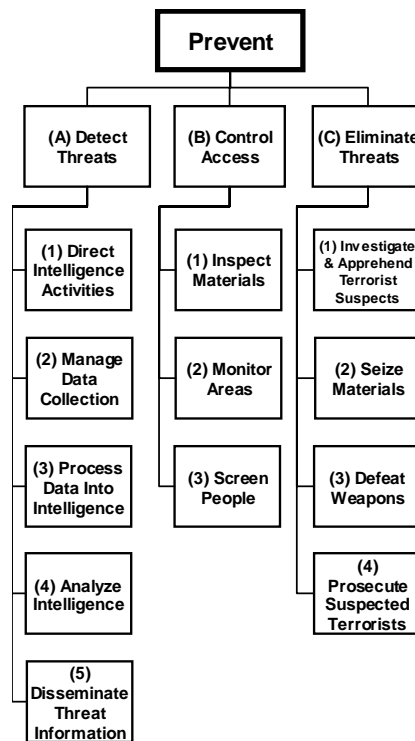 Prevent
(A) Detect
Threats
(1) Direct
Intelligence
Activities
(2) Manage
Data
Collection
(3) Process
Data Into
Intelligence
(4) Analyze
Intelligence
(5)
Disseminate
Threat
Information
(B) Control
Access
(1) Inspect
Materials
(2) Monitor
Areas
(3) Screen
People
(C) Eliminate
Threats
(1) Investigate
& Apprehend
Terrorist
Suspects
(2) Seize
Materials
(3) Defeat
Weapons
(4)
Prosecute
Suspected
Terrorists